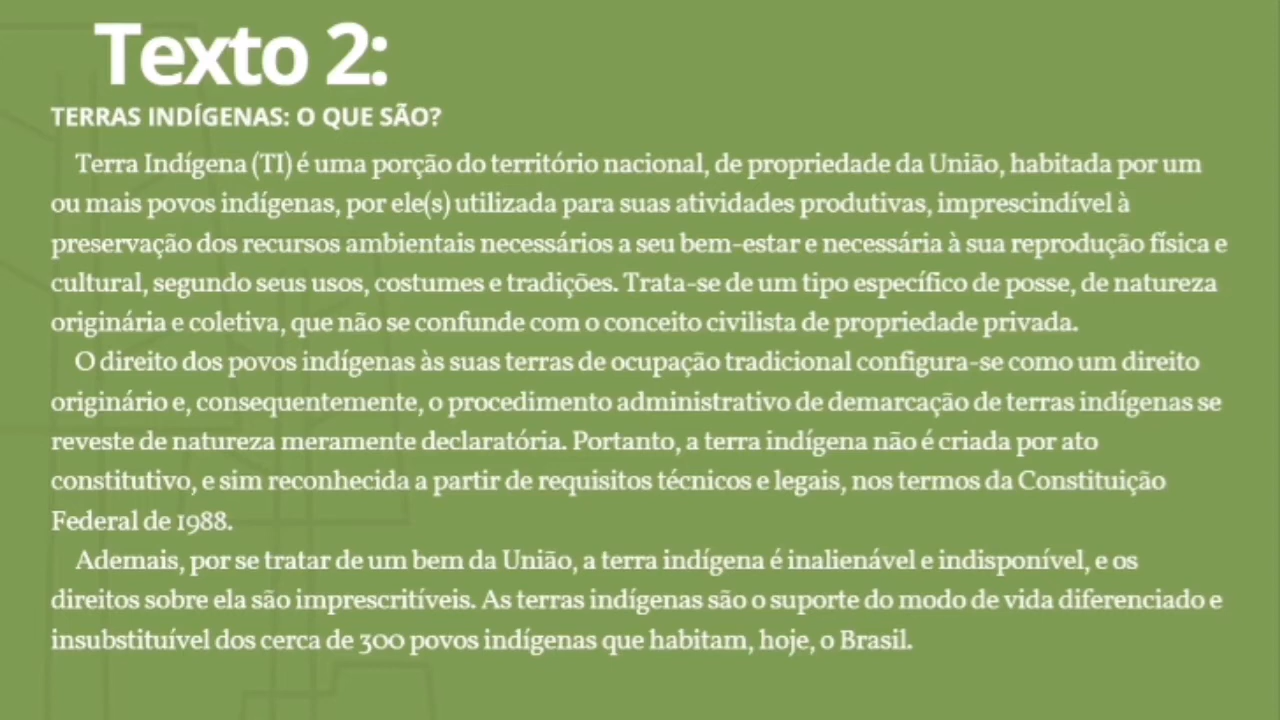 Texto 2:
TERRAS INDÍGENAS: O QUE SÃO?
Terra Indígena (TI) é uma porção do território nacional, de propriedade da União, habitada por um
ou mais povos indígenas, por ele(s) utilizada para suas atividades produtivas, imprescindível à
preservação dos recursos ambientais necessários a seu bem-estar e necessária à sua reprodução física e
cultural, segundo seus usos, costumes e tradições. Trata-se de um tipo específico de posse, de natureza
originária e coletiva, que não se confunde com o conceito civilista de propriedade privada.
O direito dos povos indígenas às suas terras de ocupação tradicional configura-se como um direito
originário e, consequentemente, o procedimento administrativo de demarcação de terras indígenas se
reveste de natureza meramente declaratória. Portanto, a terra indígena não é criada por ato
constitutivo, e sim reconhecida a partir de requisitos técnicos e legais, nos termos da Constituição
Federal de 1988.
Ademais, por se tratar de um bem da União, a terra indígena é inalienável e indisponível, e os
direitos sobre ela são imprescritíveis. As terras indígenas são o suporte do modo de vida diferenciado e
insubstituível dos cerca de 300 povos indígenas que habitam, hoje, o Brasil.